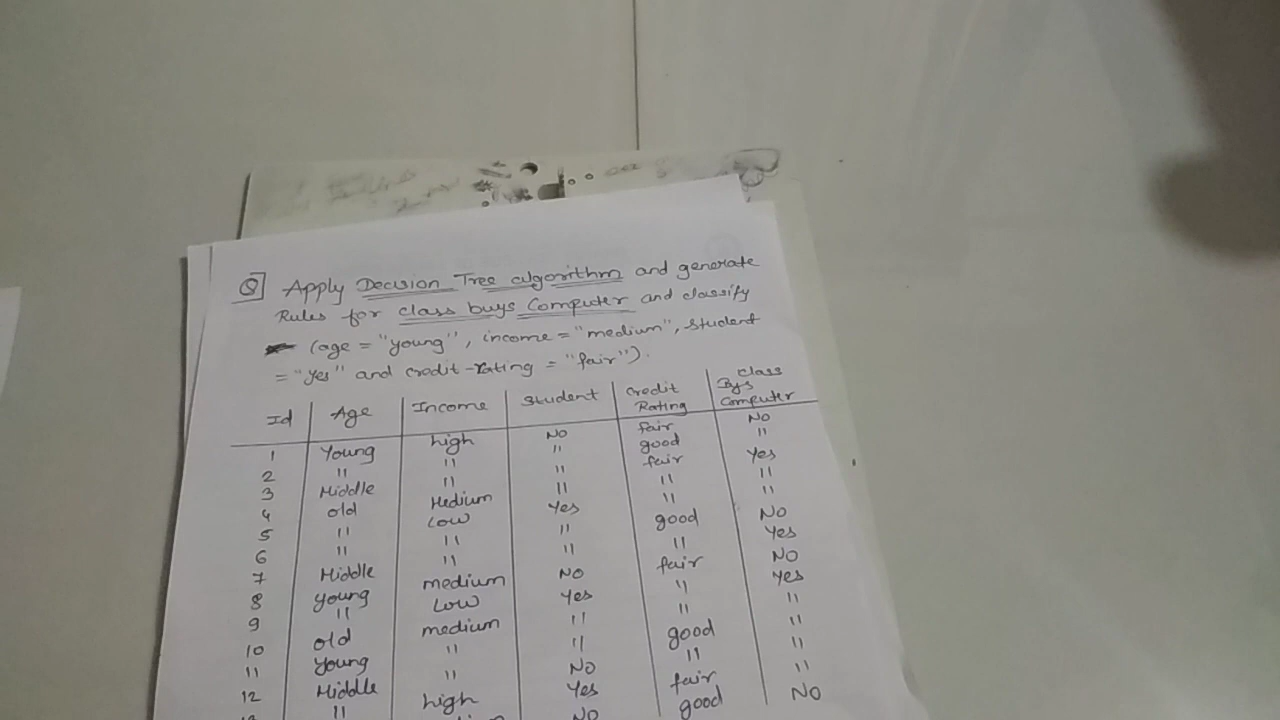 Q] Apply Decision Tree algorithm and generate
Rules for class buys Computer and classify
(age = "young", income = "medium", student
= "yes" and credit-rating = "fair").
Id Age Income Student Credit Rating Class Bys Computer
1 Young high No fair No
2 " " " good "
3 Middle " " fair Yes
4 old Medium " " "
5 " Low Yes " "
6 " " " good No
7 Middle " " " Yes
8 young medium No fair No
9 " Low Yes " Yes
10 old medium " " "
11 Young " " good "
12 Middle " No " "
high Yes fair "
No good No